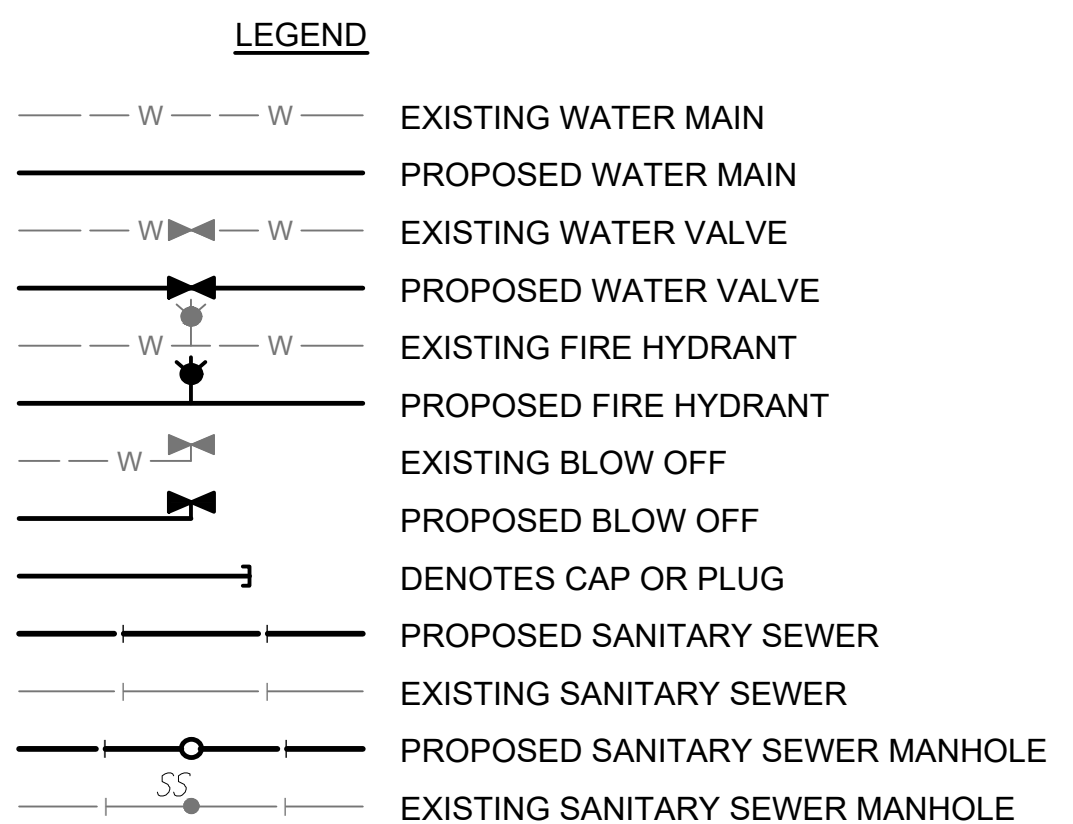 LEGEND
W W EXISTING WATER MAIN
PROPOSED WATER MAIN
W W EXISTING WATER VALVE
PROPOSED WATER VALVE
W W EXISTING FIRE HYDRANT
PROPOSED FIRE HYDRANT
W EXISTING BLOW OFF
PROPOSED BLOW OFF
DENOTES CAP OR PLUG
PROPOSED SANITARY SEWER
EXISTING SANITARY SEWER
PROPOSED SANITARY SEWER MANHOLE
SS EXISTING SANITARY SEWER MANHOLE